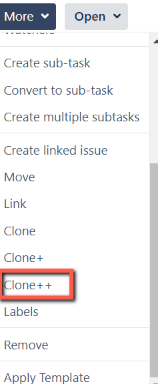 More Open
Watchers
Create sub-task
Convert to sub-task
Create multiple subtasks
Create linked issue
Move
Link
Clone
Clone+
Clone++
Labels
Remove
Apply Template